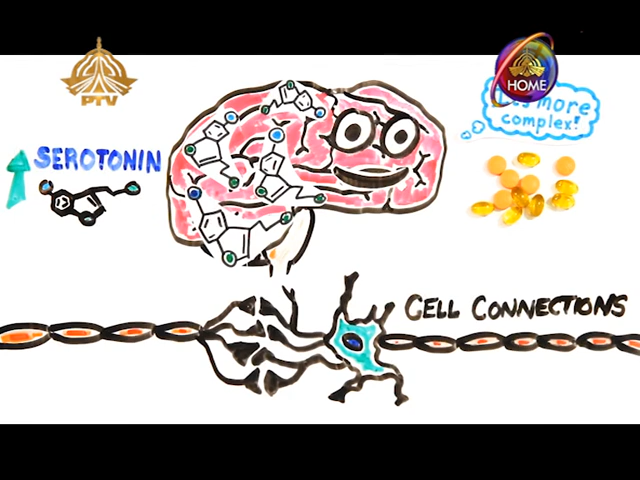 PTV
HOME
more
complex!
SEROTONIN
CELL CONNECTIONS